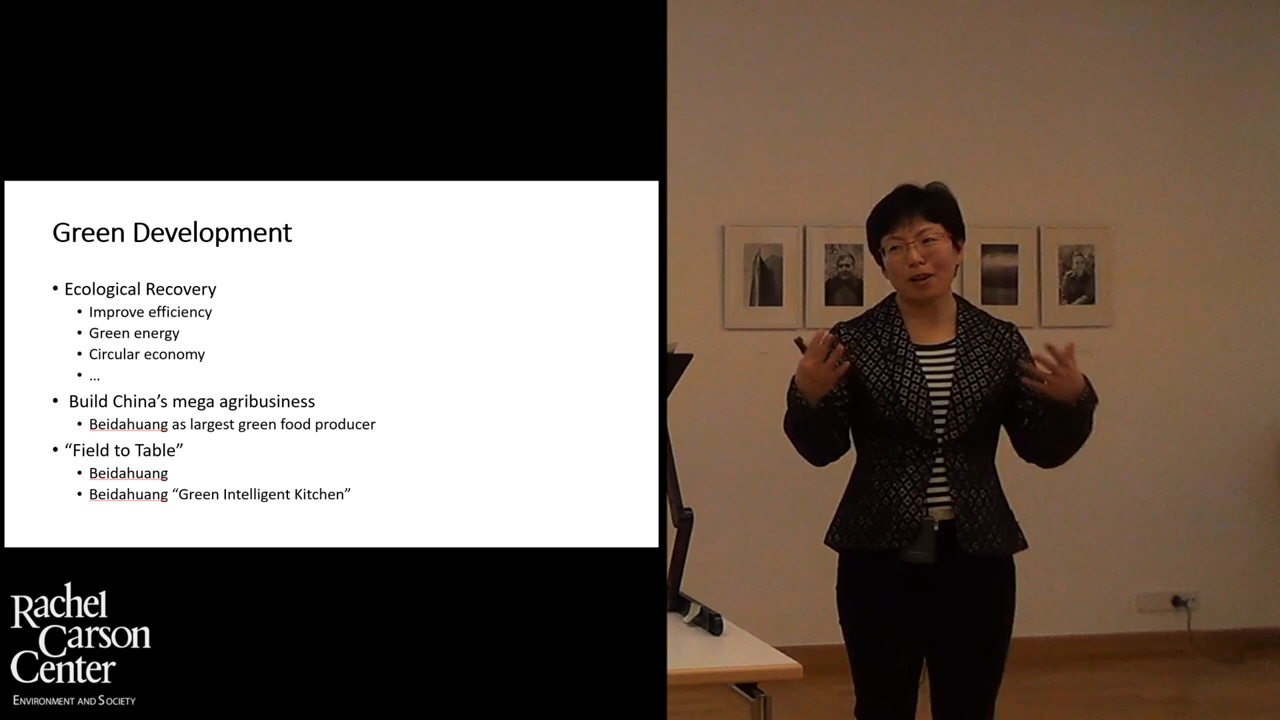 Green Development
• Ecological Recovery
• Improve efficiency
• Green energy
• Circular economy
• ...
• Build China's mega agribusiness
• Beidahuang as largest green food producer
• “Field to Table”
• Beidahuang
• Beidahuang “Green Intelligent Kitchen”
Rachel
Carson
Center
ENVIRONMENT AND SOCIETY